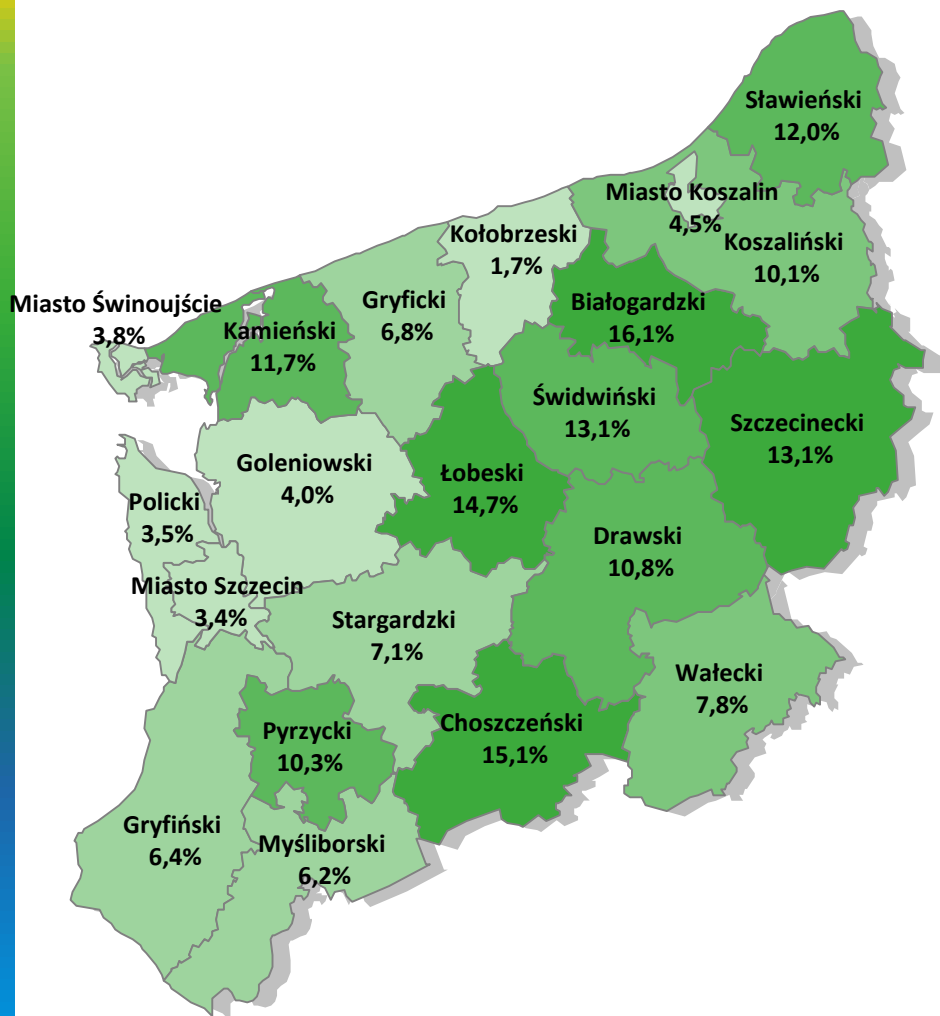 Sławieński
12,0%
Miasto Koszalin
4,5%
Koszaliński
10,1%
Kołobrzeski
1,7%
Białogardzki
16,1%
Gryficki
6,8%
Miasto Świnoujście
3,8%
Kamieński
11,7%
Świdwiński
13,1%
Szczecinecki
13,1%
Goleniowski
4,0%
Łobeski
14,7%
Policki
3,5%
Drawski
10,8%
Miasto Szczecin
3,4%
Stargardzki
7,1%
Wałecki
7,8%
Pyrzycki
10,3%
Choszczeński
15,1%
Gryfiński
6,4%
Myśliborski
6,2%